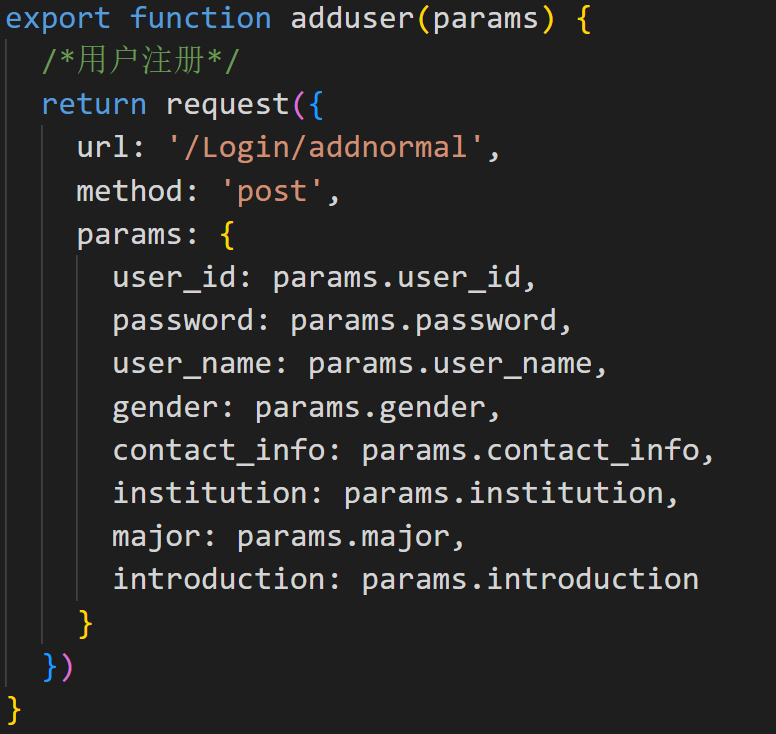 export function adduser(params) {
  /*用户注册*/
  return request({
    url: '/Login/addnormal',
    method: 'post',
    params: {
      user_id: params.user_id,
      password: params.password,
      user_name: params.user_name,
      gender: params.gender,
      contact_info: params.contact_info,
      institution: params.institution,
      major: params.major,
      introduction: params.introduction
    }
  })
}